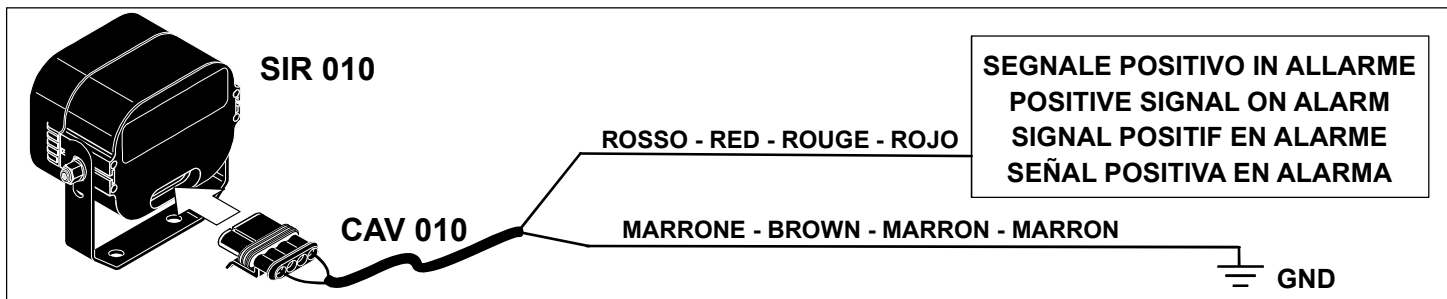 SIR 010
SEGNALE POSITIVO IN ALLARME
POSITIVE SIGNAL ON ALARM
SIGNAL POSITIF EN ALARME
SEÑAL POSITIVA EN ALARMA
ROSSO - RED - ROUGE - ROJO
CAV 010
MARRONE - BROWN - MARRON - MARRON
GND